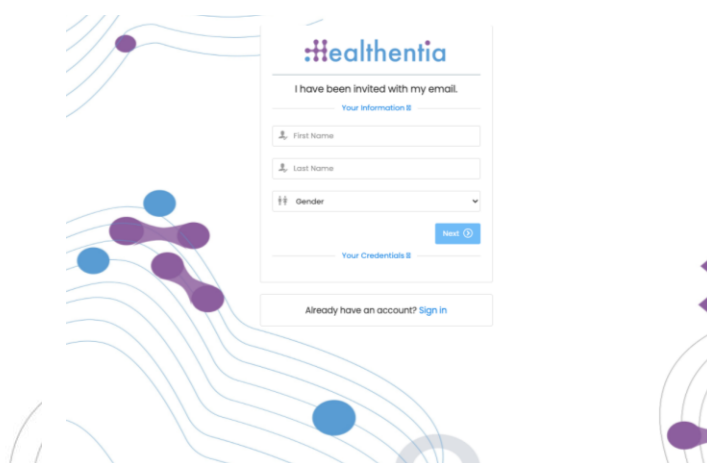 Healthentia
I have been invited with my email.
Your Information
First Name
Last Name
Gender
Next
Your Credentials
Already have an account? Sign in